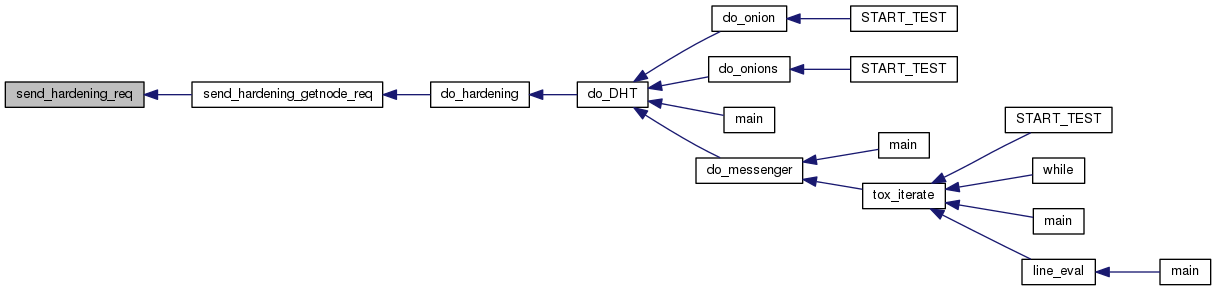 do_onion
START_TEST
do_onions
START_TEST
send_hardening_req
send_hardening_getnode_req
do_hardening
do_DHT
main
START_TEST
main
do_messenger
while
tox_iterate
main
line_eval
main